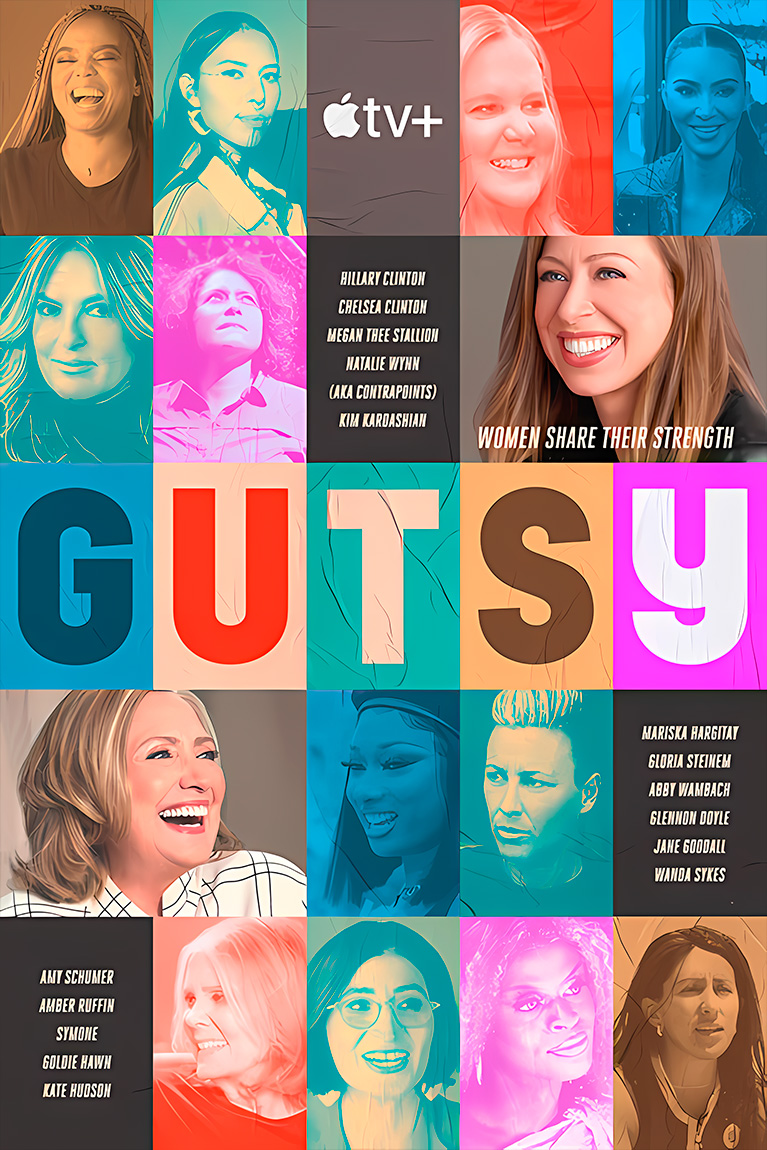 tv+
HILLARY CLINTON
CHELSEA CLINTON
MEGAN THEE STALLION
NATALIE WYNN
(AKA CONTRAPOINTS)
KIM KARDASHIAN
WOMEN SHARE THEIR STRENGTH
GUTSY
MARISKA HARGITAY
GLORIA STEINEM
ABBY WAMBACH
GLENNON DOYLE
JANE GOODALL
WANDA SYKES
AMY SCHUMER
AMBER RUFFIN
SYMONE
GOLDIE HAWN
KATE HUDSON